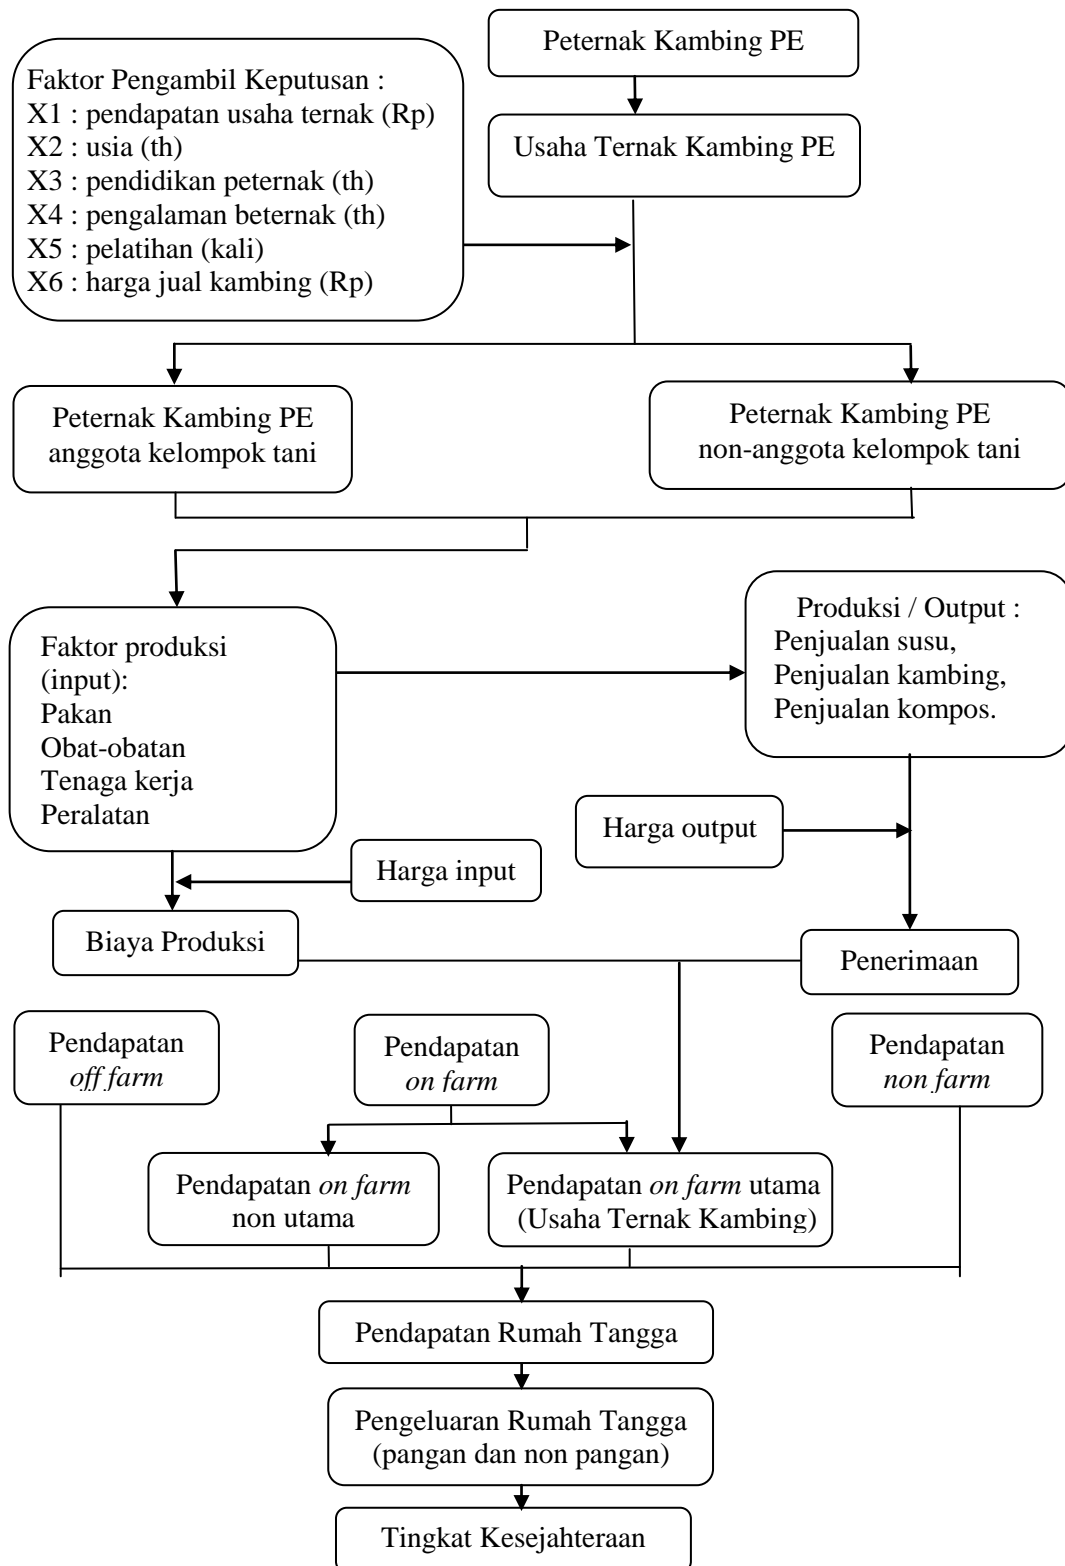 Peternak Kambing PE
Faktor Pengambil Keputusan :
X1 : pendapatan usaha ternak (Rp)
X2 : usia (th)
X3 : pendidikan peternak (th)
X4 : pengalaman beternak (th)
X5 : pelatihan (kali)
X6 : harga jual kambing (Rp)
Usaha Ternak Kambing PE
Peternak Kambing PE
anggota kelompok tani
Peternak Kambing PE
non-anggota kelompok tani
Faktor produksi
(input):
Pakan
Obat-obatan
Tenaga kerja
Peralatan
Produksi / Output :
Penjualan susu,
Penjualan kambing,
Penjualan kompos.
Harga output
Harga input
Biaya Produksi
Penerimaan
Pendapatan
off farm
Pendapatan
on farm
Pendapatan
non farm
Pendapatan on farm
non utama
Pendapatan on farm utama
(Usaha Ternak Kambing)
Pendapatan Rumah Tangga
Pengeluaran Rumah Tangga
(pangan dan non pangan)
Tingkat Kesejahteraan